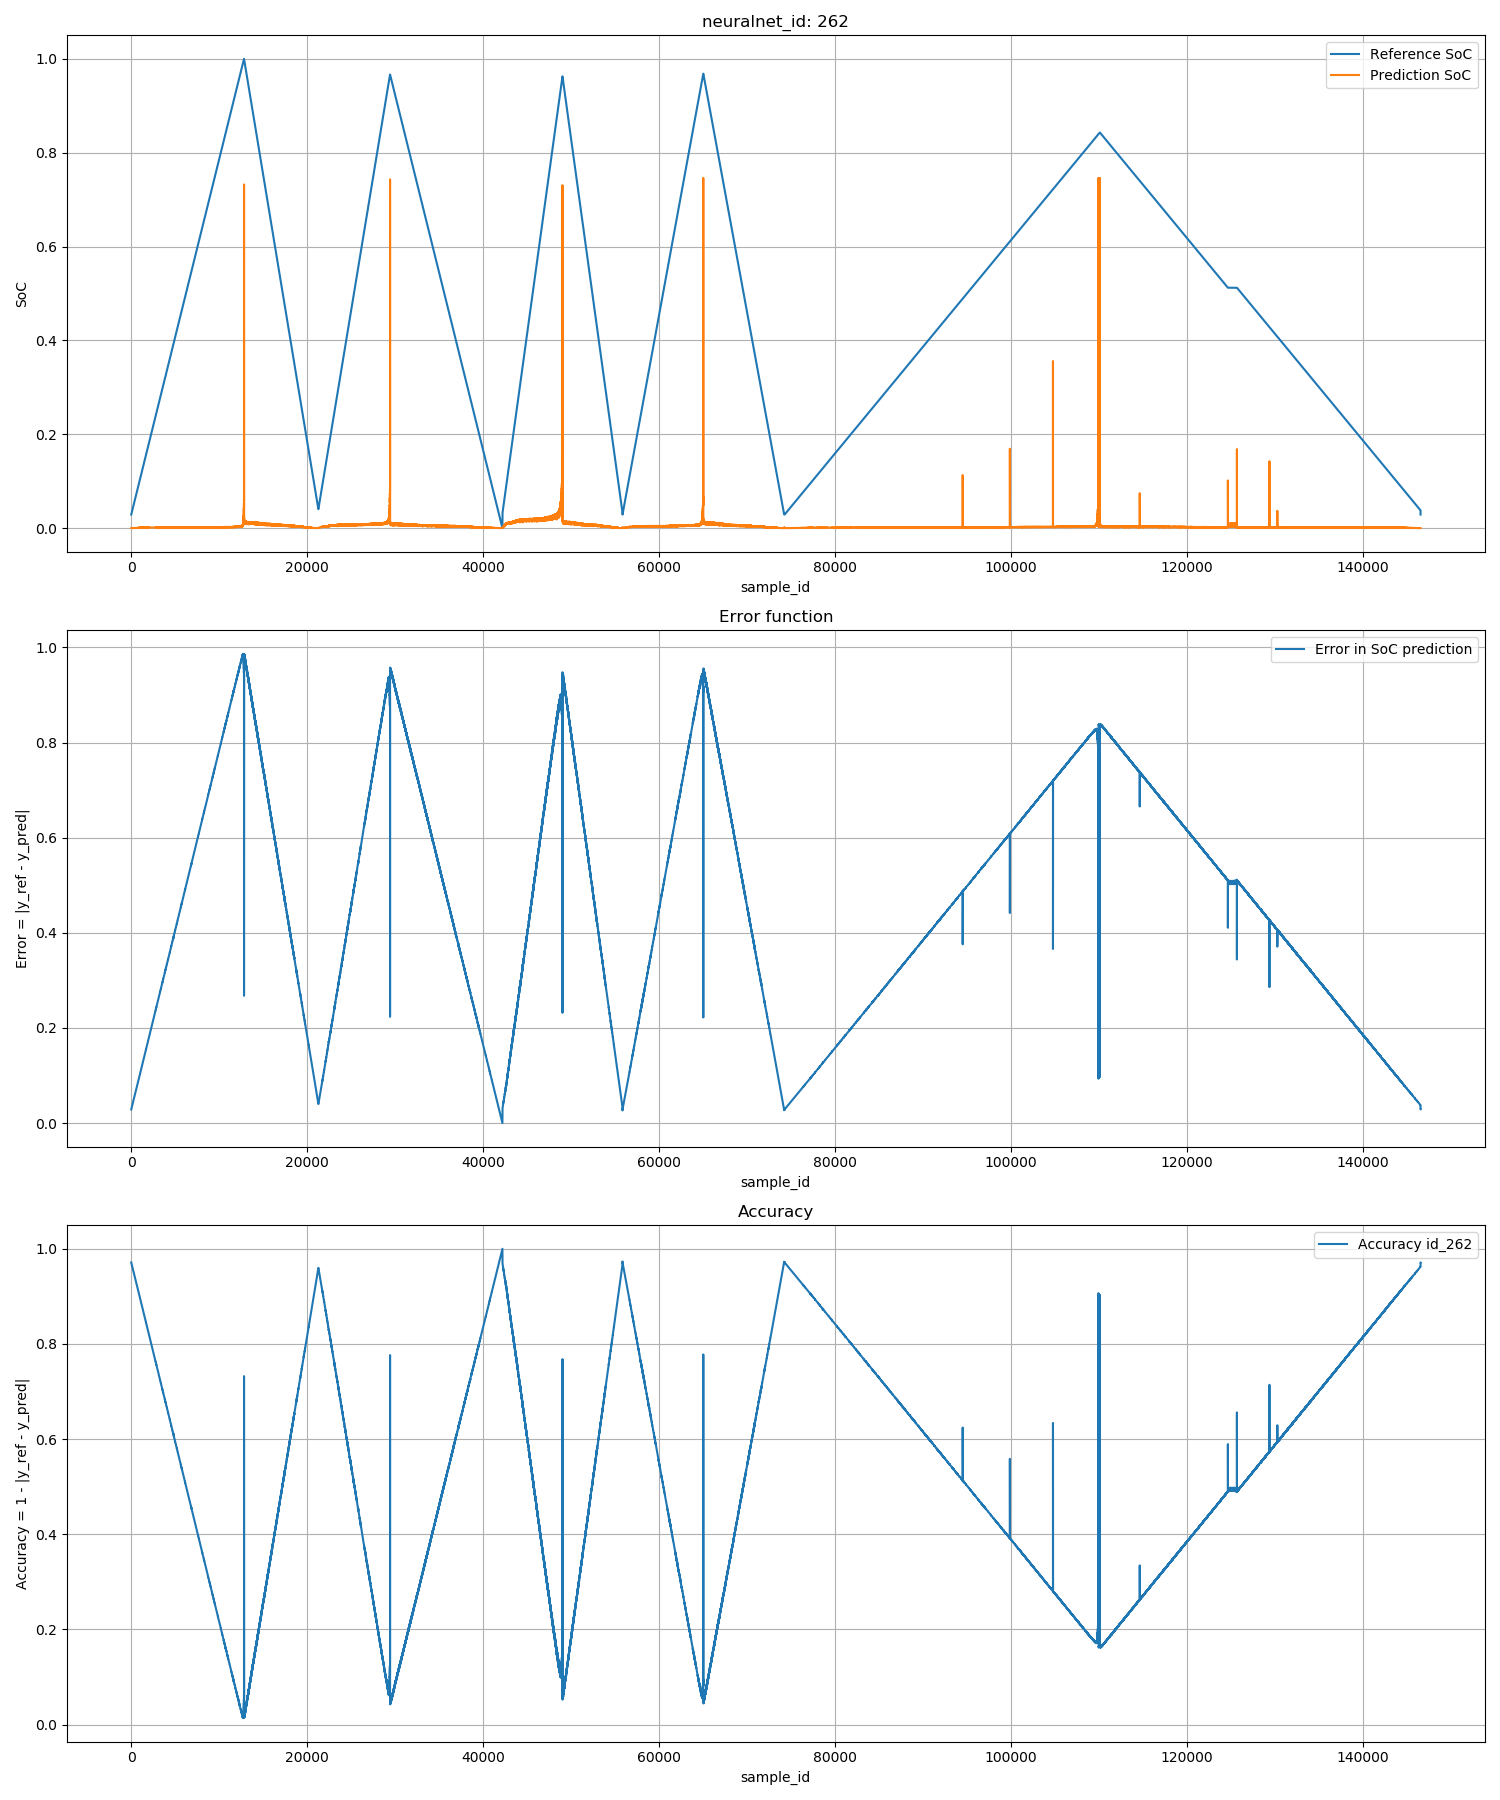 neuralnet_id: 262
Reference SoC
Prediction SoC
SoC
1.0
0.8
0.6
0.4
0.2
0.0
0 20000 40000 60000 80000 100000 120000 140000
sample_id
Error function
Error in SoC prediction
Error = |y_ref - y_pred|
1.0
0.8
0.6
0.4
0.2
0.0
0 20000 40000 60000 80000 100000 120000 140000
sample_id
Accuracy
Accuracy id_262
Accuracy = 1 - |y_ref - y_pred|
1.0
0.8
0.6
0.4
0.2
0.0
0 20000 40000 60000 80000 100000 120000 140000
sample_id